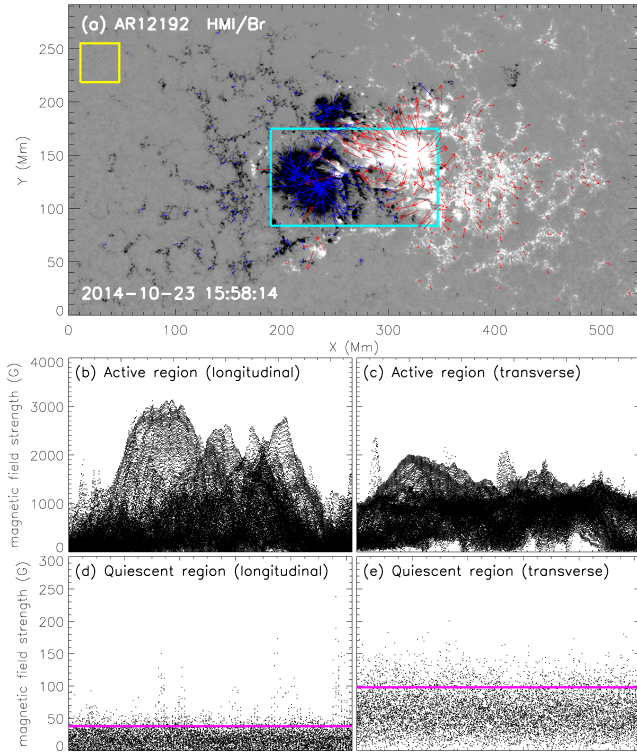 (a) AR12192 HMI/Br
Y (Mm)
250
200
150
100
50
0
2014-10-23 15:58:14
0 100 200 300 400 500
X (Mm)
(b) Active region (longitudinal)
(c) Active region (transverse)
magnetic field strength (G)
4000
3000
2000
1000
0
(d) Quiescent region (longitudinal)
(e) Quiescent region (transverse)
magnetic field strength (G)
300
250
200
150
100
50
0